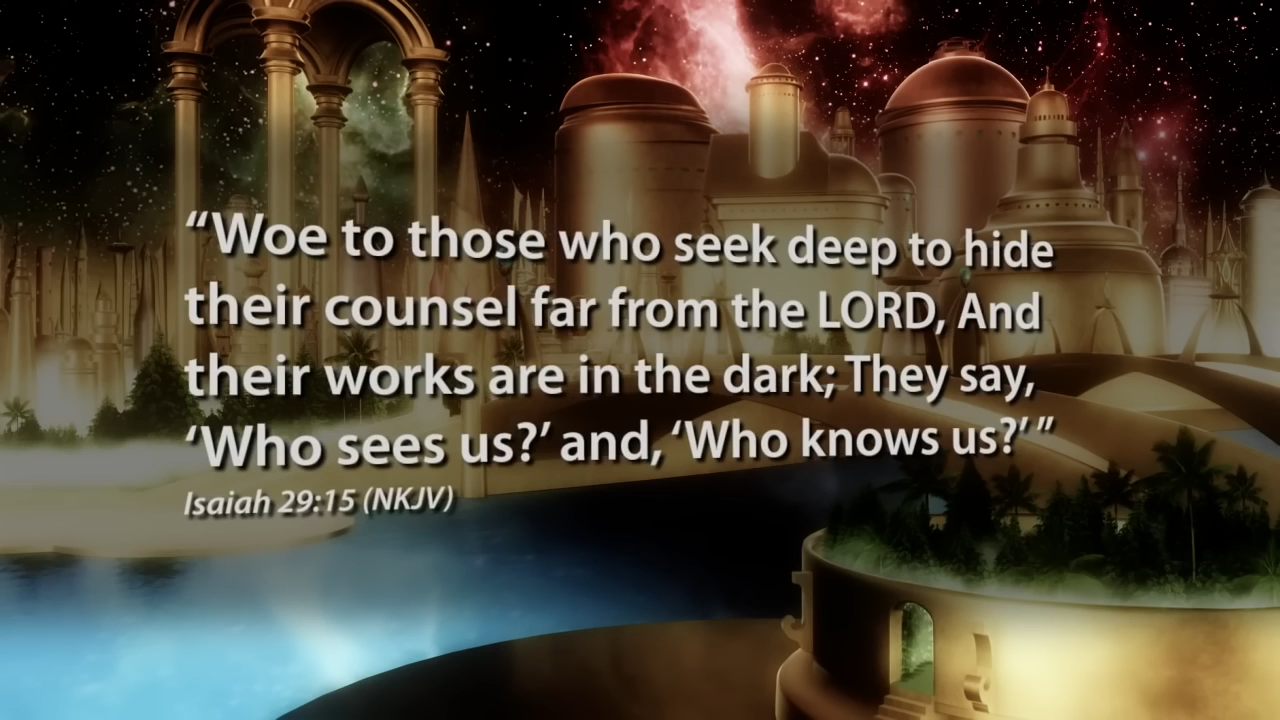 “Woe to those who seek deep to hide
their counsel far from the LORD, And
their works are in the dark; They say,
‘Who sees us?’ and, ‘Who knows us?’ ”
Isaiah 29:15 (NKJV)